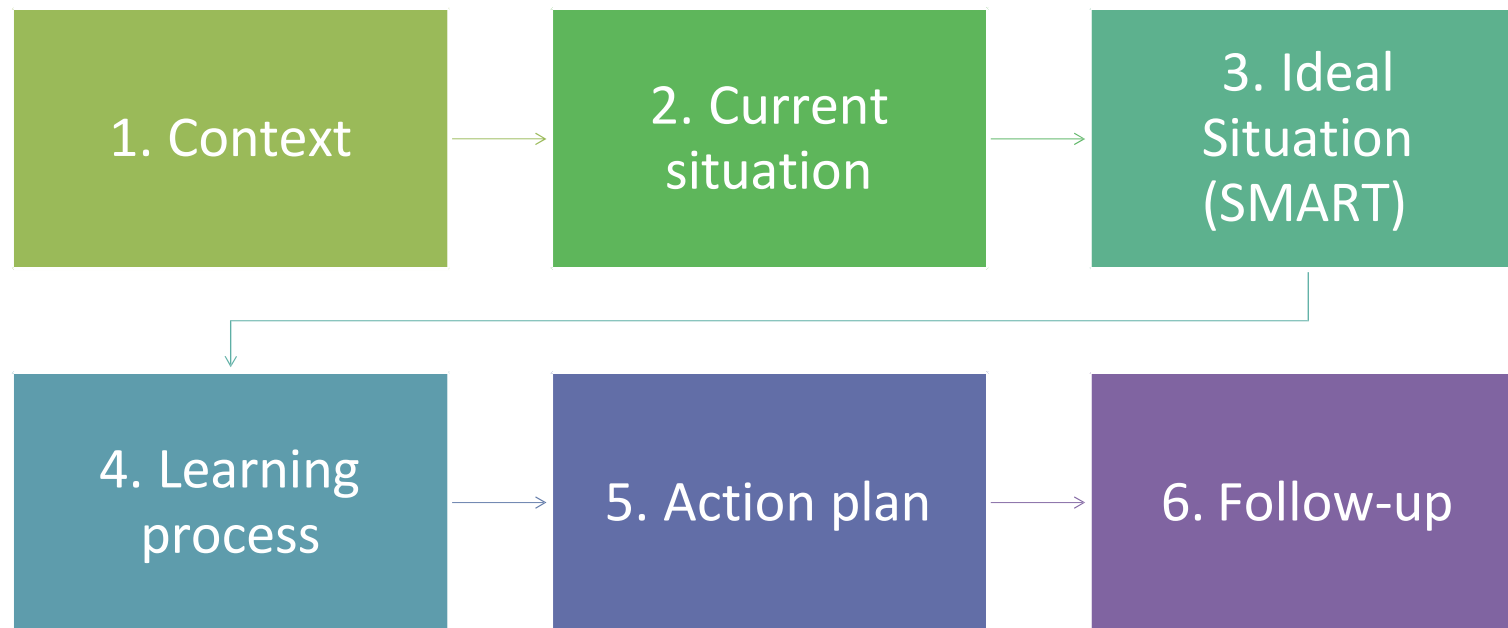 1. Context
2. Current
situation
3. Ideal
Situation
(SMART)
4. Learning
process
5. Action plan
6. Follow-up